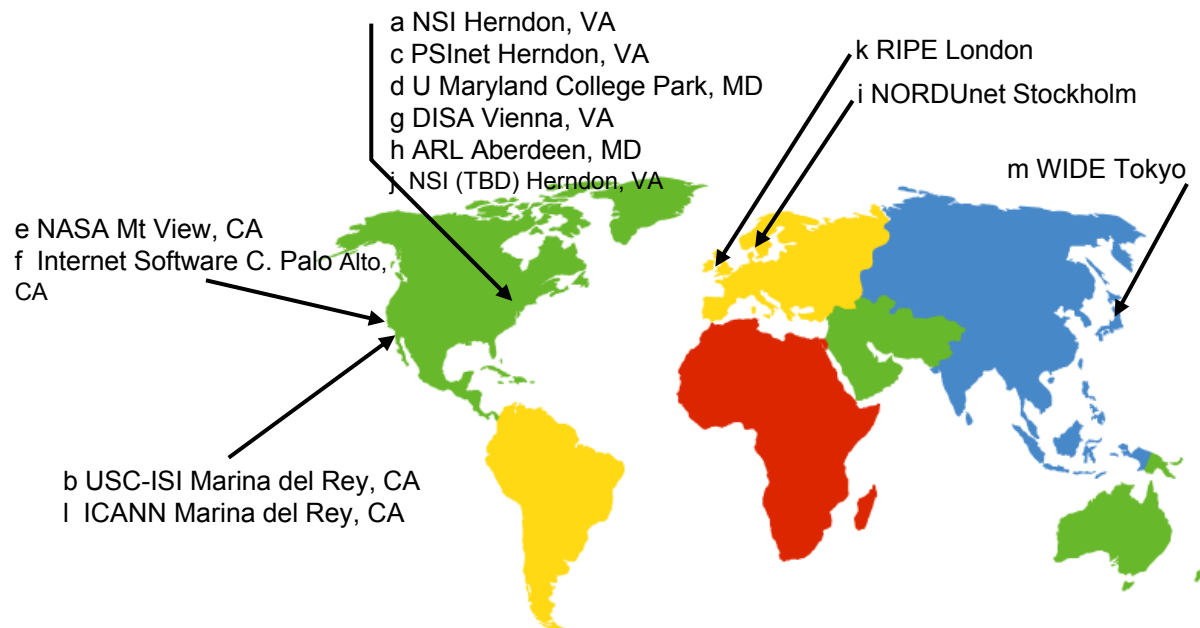 a NSI Herndon, VA
c PSInet Herndon, VA
d U Maryland College Park, MD
g DISA Vienna, VA
h ARL Aberdeen, MD
j NSI (TBD) Herndon, VA
k RIPE London
i NORDUnet Stockholm
m WIDE Tokyo
e NASA Mt View, CA
f Internet Software C. Palo Alto,
CA
b USC-ISI Marina del Rey, CA
l ICANN Marina del Rey, CA